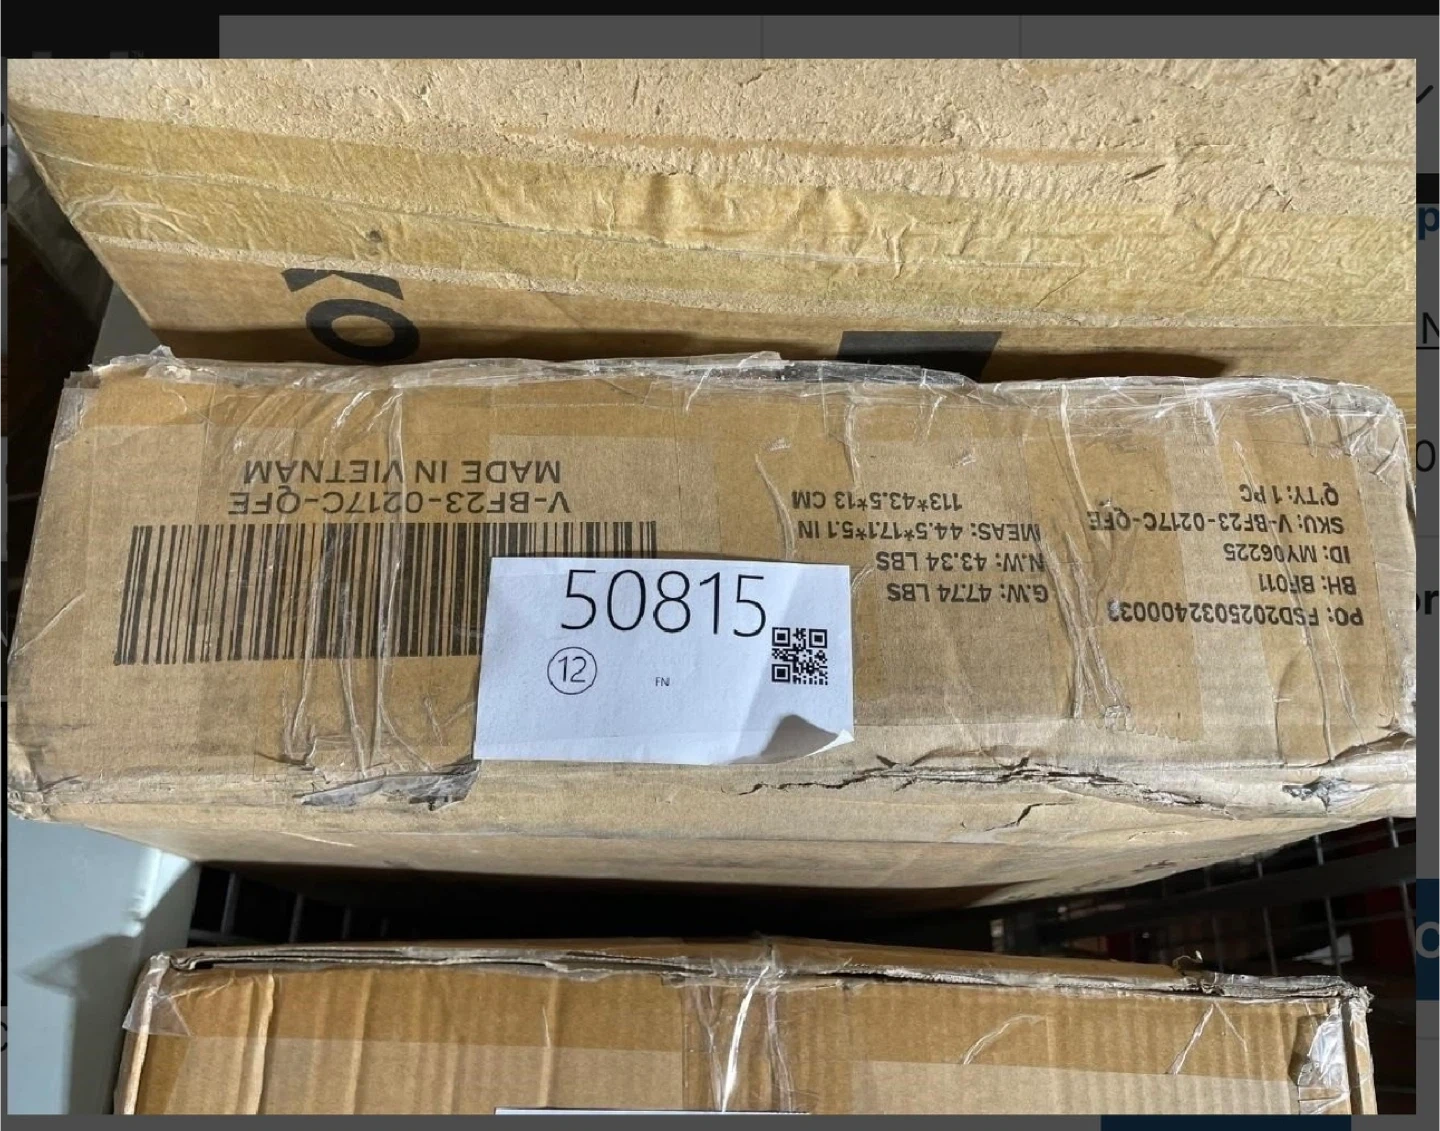 KO
MADE IN VIETNAM
V-BF23-0217C-QFE
50815
12
FN
G.W: 47.74 LBS
N.W: 43.34 LBS
MEAS: 44.5*17.1*5.1 IN
113*43.5*13 CM
PO: FSD2025032400033
BH: BF011
ID: MY06225
SKU: V-BF23-0217C-QFE
Q'TY: 1 PC